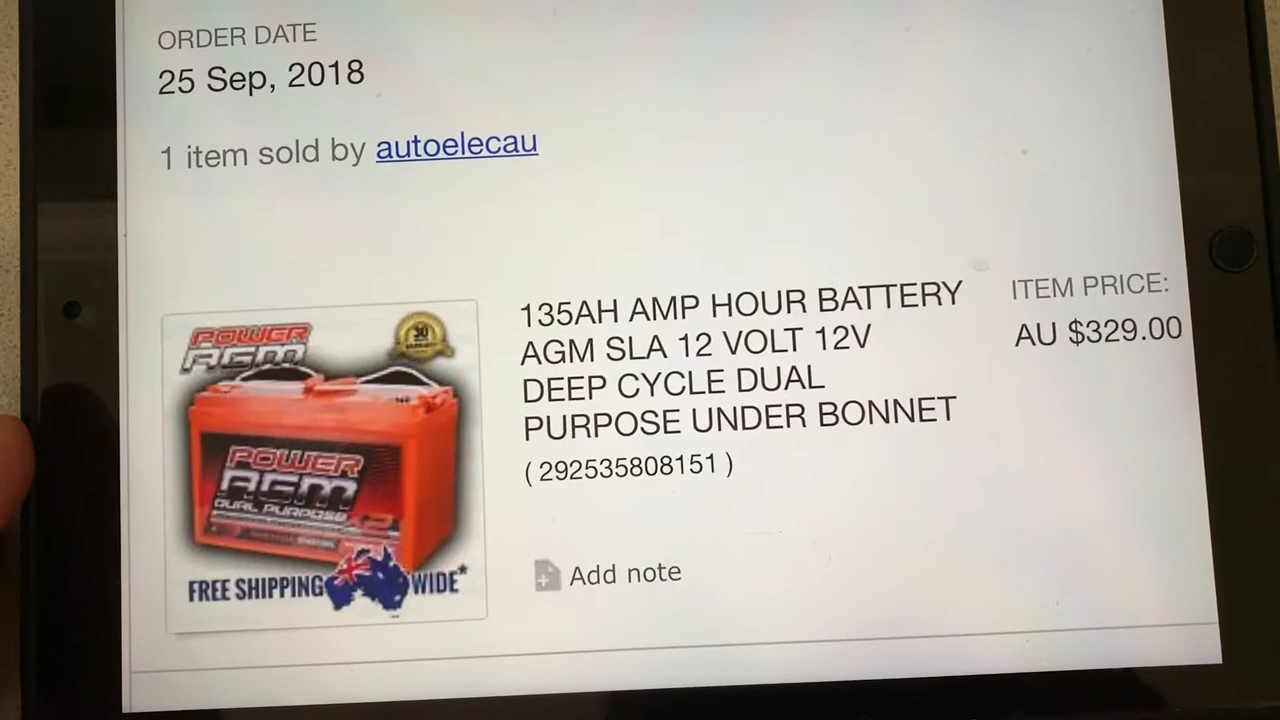 ORDER DATE
25 Sep, 2018
1 item sold by autoelecau
POWER
AGM
30
POWER
AGM
DUAL PURPOSE
FREE SHIPPING WIDE*
135AH AMP HOUR BATTERY
AGM SLA 12 VOLT 12V
DEEP CYCLE DUAL
PURPOSE UNDER BONNET
( 292535808151 )
ITEM PRICE:
AU $329.00
Add note